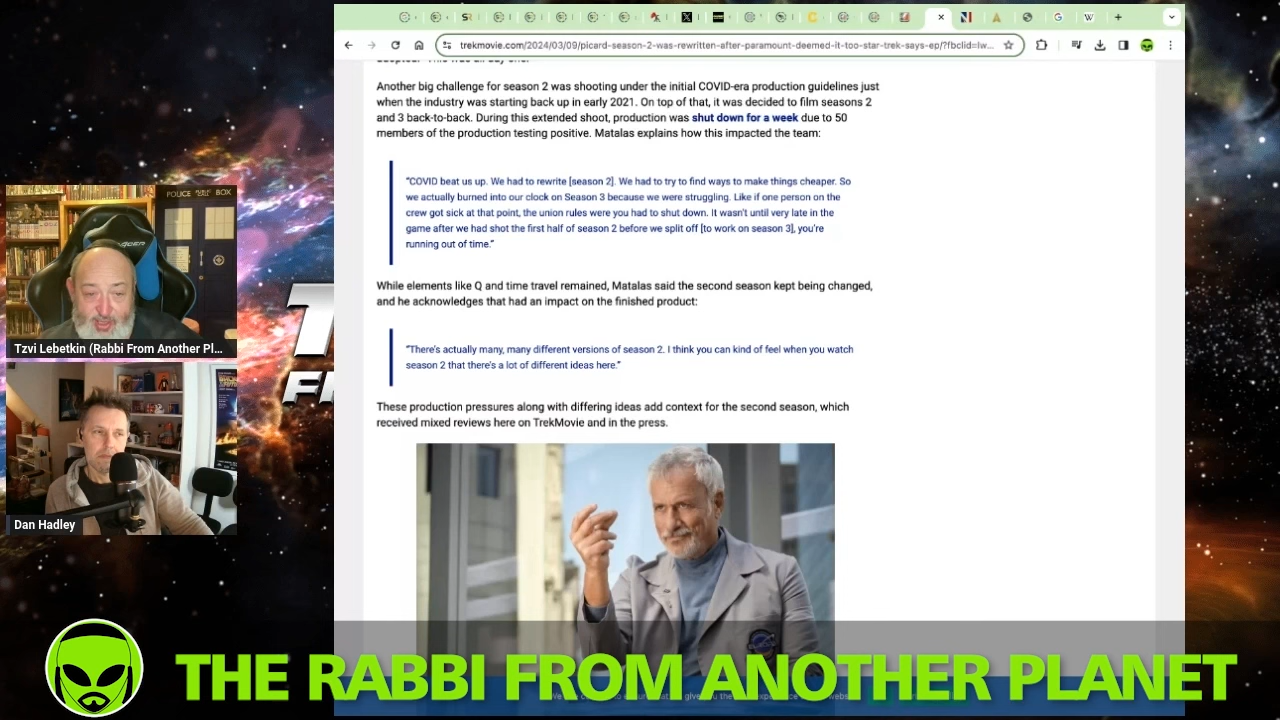 trekmovie.com/2024/03/09/picard-season-2-was-rewritten-after-paramount-deemed-it-too-star-trek-says-ep/?fbclid=Iw...
Another big challenge for season 2 was shooting under the initial COVID-era production guidelines just
when the industry was starting back up in early 2021. On top of that, it was decided to film seasons 2
and 3 back-to-back. During this extended shoot, production was shut down for a week due to 50
members of the production testing positive. Matalas explains how this impacted the team:
"COVID beat us up. We had to rewrite [season 2]. We had to try to find ways to make things cheaper. So
we actually burned into our clock on Season 3 because we were struggling. Like if one person on the
crew got sick at that point, the union rules were you had to shut down. It wasn't until very late in the
game after we had shot the first half of season 2 before we split off [to work on season 3], you're
running out of time."
While elements like Q and time travel remained, Matalas said the second season kept being changed,
and he acknowledges that had an impact on the finished product:
"There's actually many, many different versions of season 2. I think you can kind of feel when you watch
season 2 that there's a lot of different ideas here."
These production pressures along with differing ideas add context for the second season, which
received mixed reviews here on TrekMovie and in the press.
POLICE PUBLIC BOX
Tzvi Lebetkin (Rabbi From Another Pl...
Dan Hadley
THE RABBI FROM ANOTHER PLANET